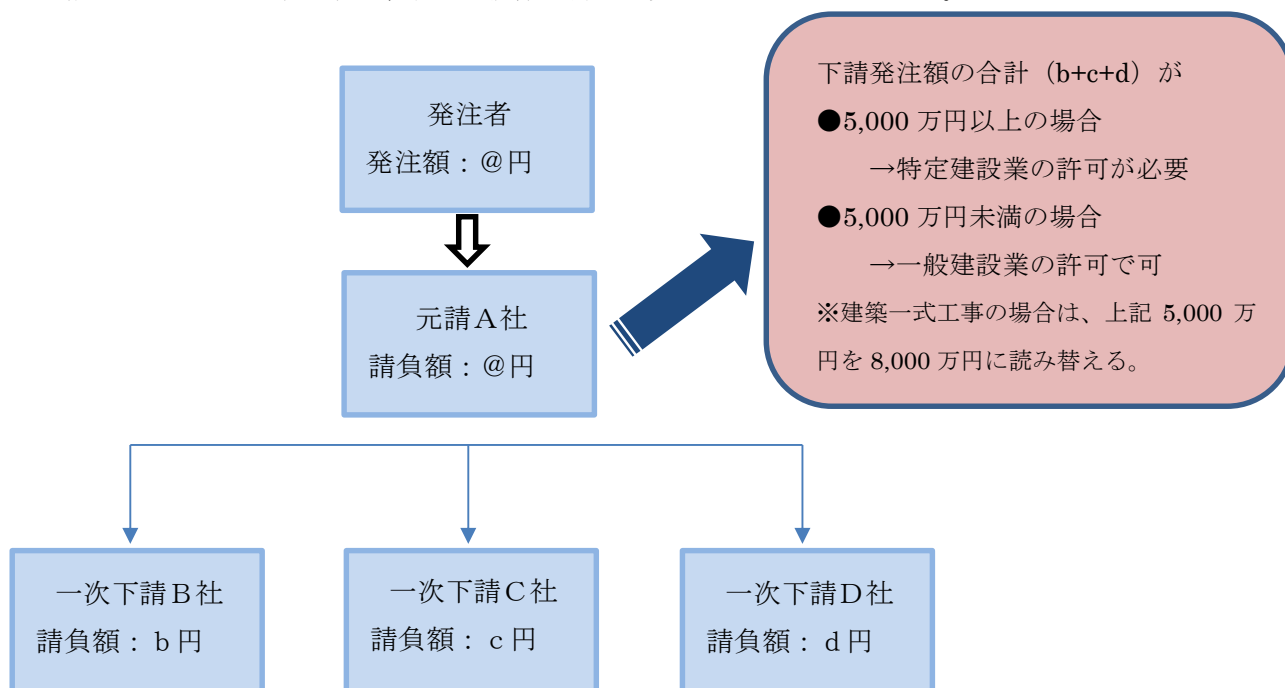 発注者
発注額：＠円
元請Ａ社
請負額：＠円
下請発注額の合計（b+c+d）が
●5,000 万円以上の場合
→特定建設業の許可が必要
●5,000 万円未満の場合
→一般建設業の許可で可
※建築一式工事の場合は、上記 5,000 万
円を 8,000 万円に読み替える。
一次下請Ｂ社
請負額：ｂ円
一次下請Ｃ社
請負額：ｃ円
一次下請Ｄ社
請負額：ｄ円